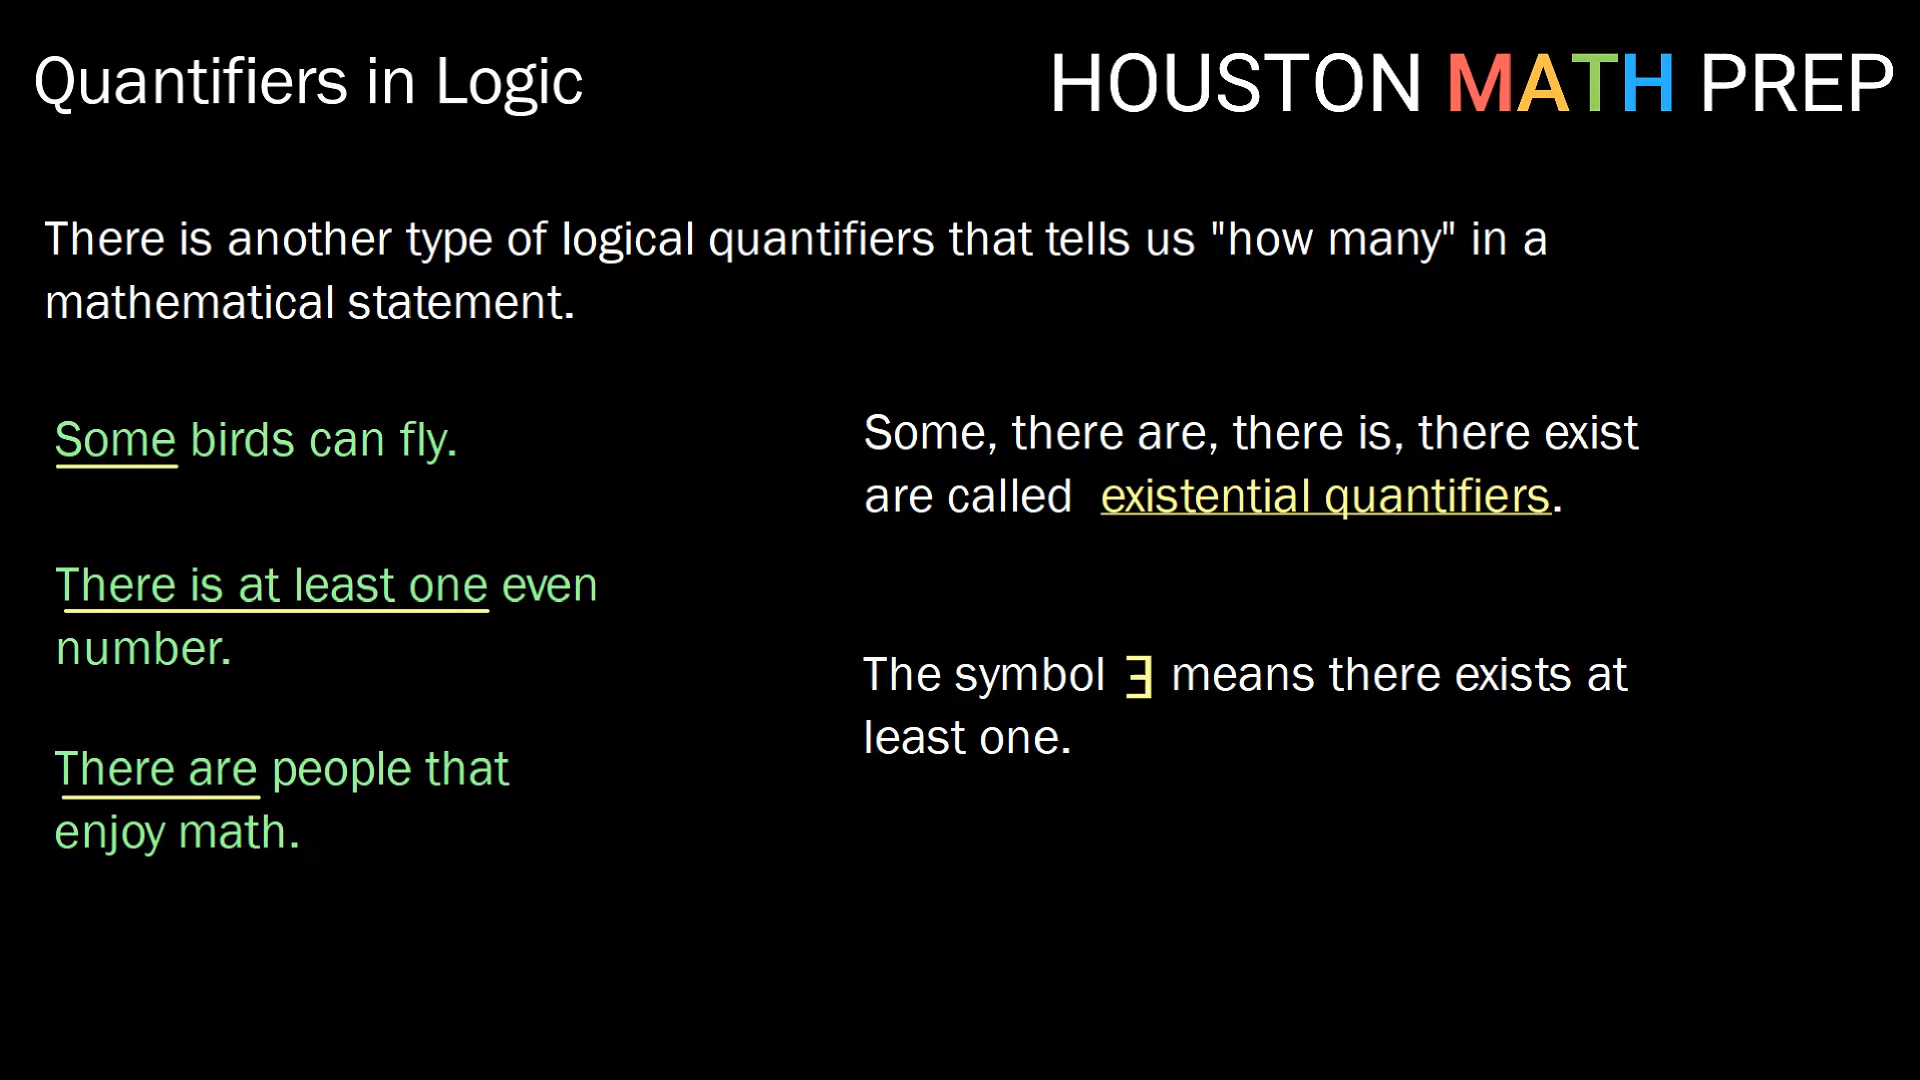 Quantifiers in Logic
HOUSTON MATH PREP
There is another type of logical quantifiers that tells us "how many" in a
mathematical statement.
Some birds can fly.
There is at least one even
number.
There are people that
enjoy math.
Some, there are, there is, there exist
are called existential quantifiers.
The symbol ∃ means there exists at
least one.